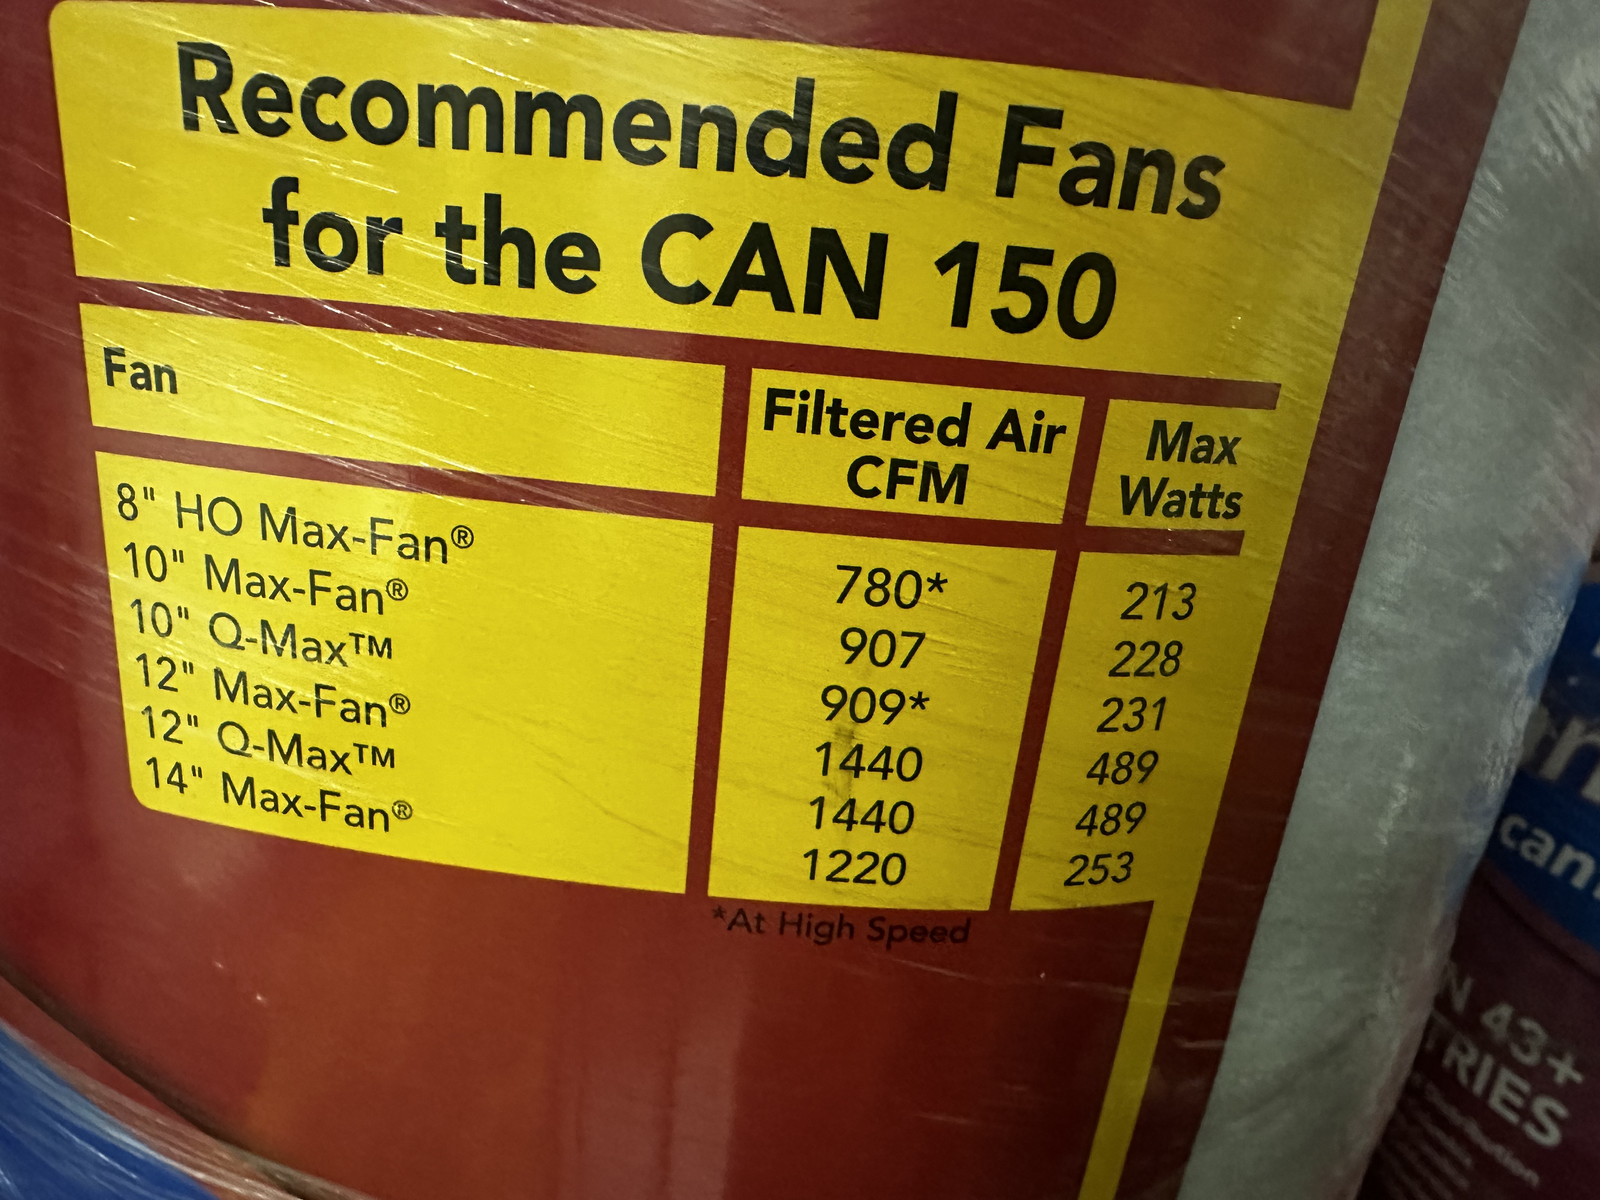 Recommended Fans
for the CAN 150
Fan Filtered Air CFM Max Watts
8" HO Max-Fan® 780* 213
10" Max-Fan® 907 228
10" Q-Max™ 909* 231
12" Max-Fan® 1440 489
12" Q-Max™ 1440 489
14" Max-Fan® 1220 253
*At High Speed
can
43+